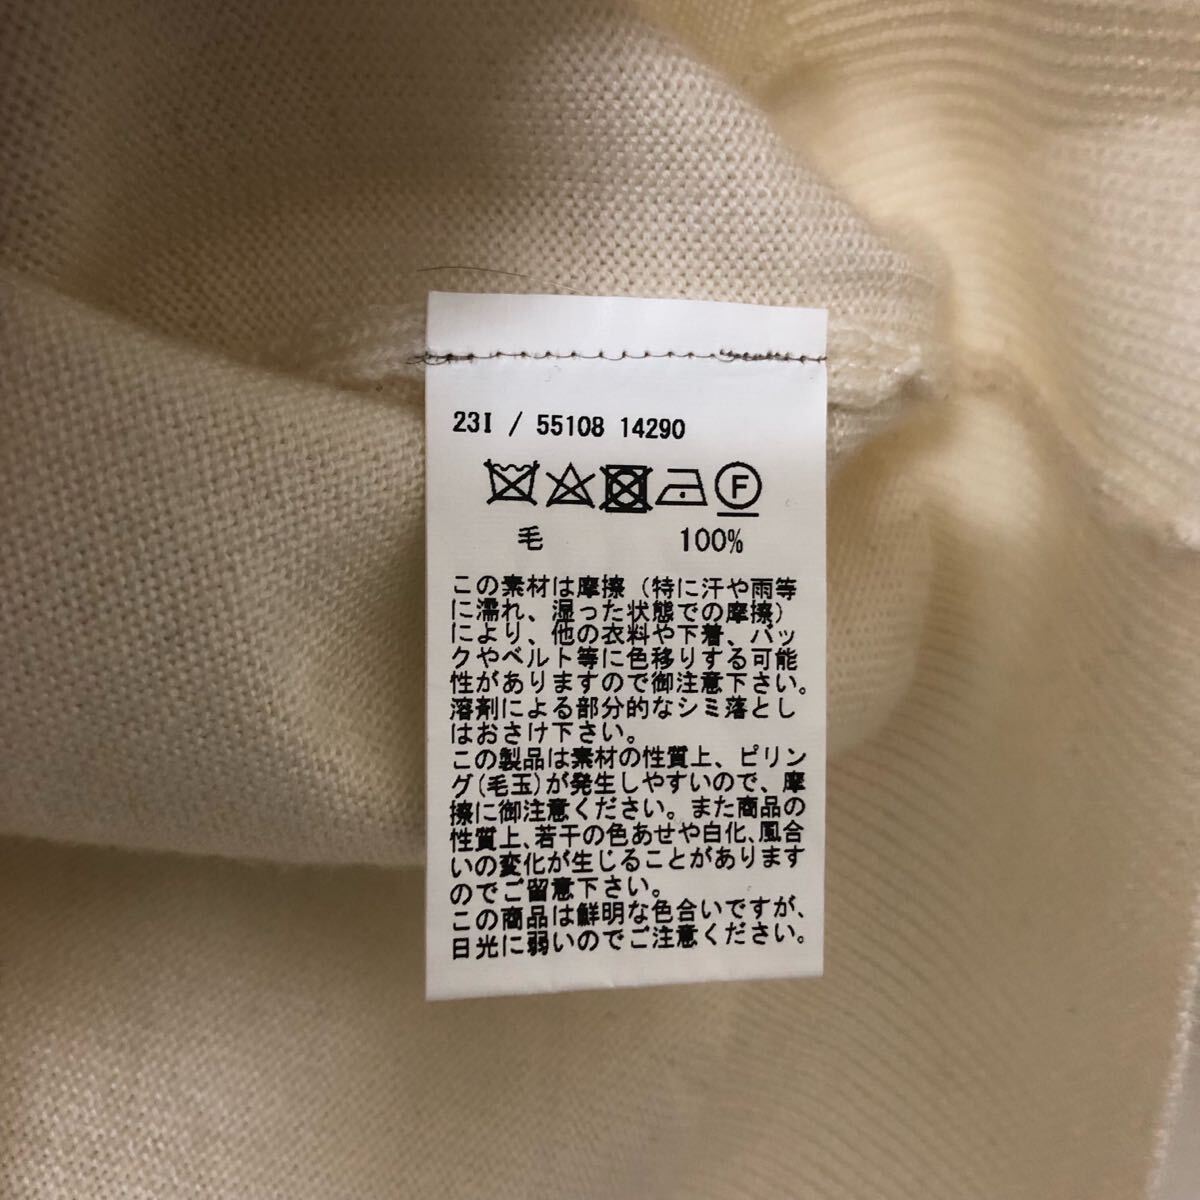 23I / 55108 14290
F
毛 100%
この素材は摩擦（特に汗や雨等
に濡れ、湿った状態での摩擦）
により、他の衣料や下着、バッ
クやベルト等に色移りする可能
性がありますので御注意下さい。
溶剤による部分的なシミ落とし
はおさけ下さい。
この製品は素材の性質上、ピリン
グ(毛玉)が発生しやすいので、摩
擦に御注意ください。また商品の
性質上、若干の色あせや白化、風合
いの変化が生じることがあります
のでご留意下さい。
この商品は鮮明な色合いですが、
日光に弱いのでご注意ください。